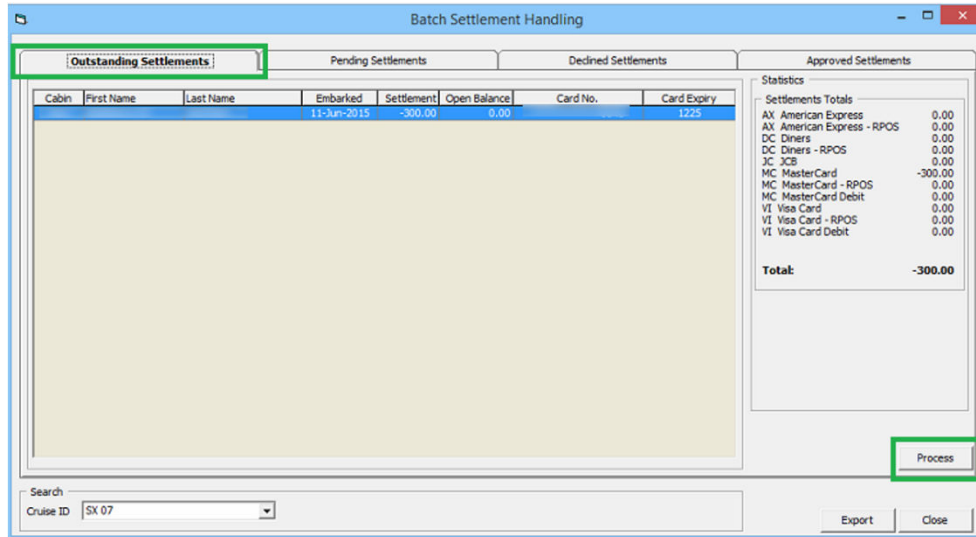 Batch Settlement Handling
Outstanding Settlements
Pending Settlements
Declined Settlements
Approved Settlements
Cabin First Name Last Name Embarked Settlement Open Balance Card No. Card Expiry
11-Jun-2015 -300.00 0.00 1225
Statistics
Settlements Totals
AX American Express 0.00
AX American Express - RPOS 0.00
DC Diners 0.00
DC Diners - RPOS 0.00
JC JCB 0.00
MC MasterCard -300.00
MC MasterCard - RPOS 0.00
MC MasterCard Debit 0.00
VI Visa Card 0.00
VI Visa Card - RPOS 0.00
VI Visa Card Debit 0.00
Total: -300.00
Process
Search
Cruise ID SX 07
Export
Close